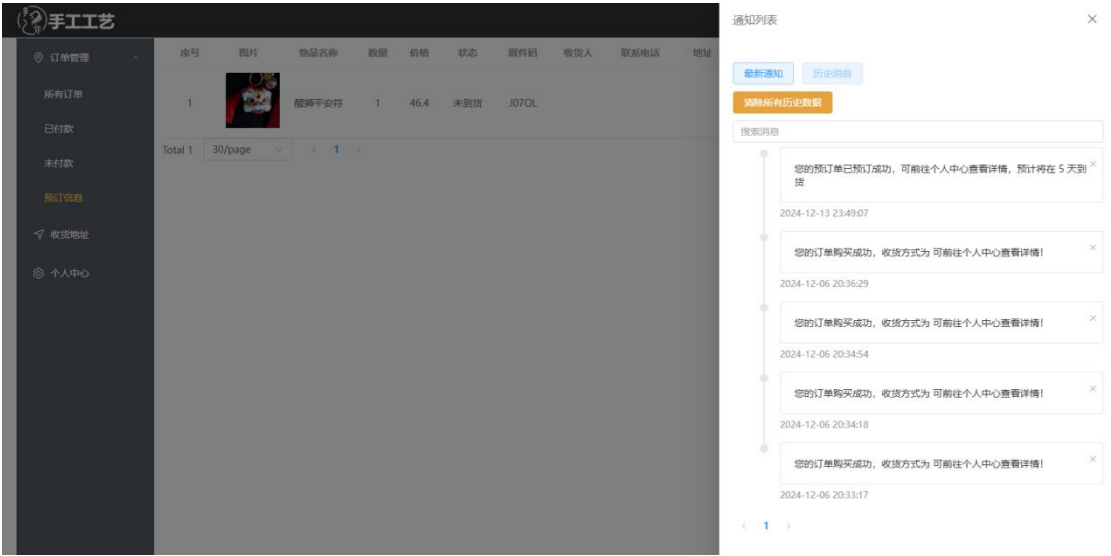 手工工艺
订单管理
所有订单
已付款
未付款
预订信息
收货地址
个人中心
序号 图片 物品名称 数量 价格 状态 取件码 收货人 联系电话 地址
1 醒狮平安符 1 46.4 未到货 J07OL
Total 1 30/page < 1 >
通知列表
最新通知 历史消息
清除所有历史数据
搜索消息
您的预订单已预订成功，可前往个人中心查看详情，预计将在 5 天到
货
2024-12-13 23:49:07
您的订单购买成功，收货方式为 可前往个人中心查看详情!
2024-12-06 20:36:29
您的订单购买成功，收货方式为 可前往个人中心查看详情!
2024-12-06 20:34:54
您的订单购买成功，收货方式为 可前往个人中心查看详情!
2024-12-06 20:34:18
您的订单购买成功，收货方式为 可前往个人中心查看详情!
2024-12-06 20:33:17
< 1 >